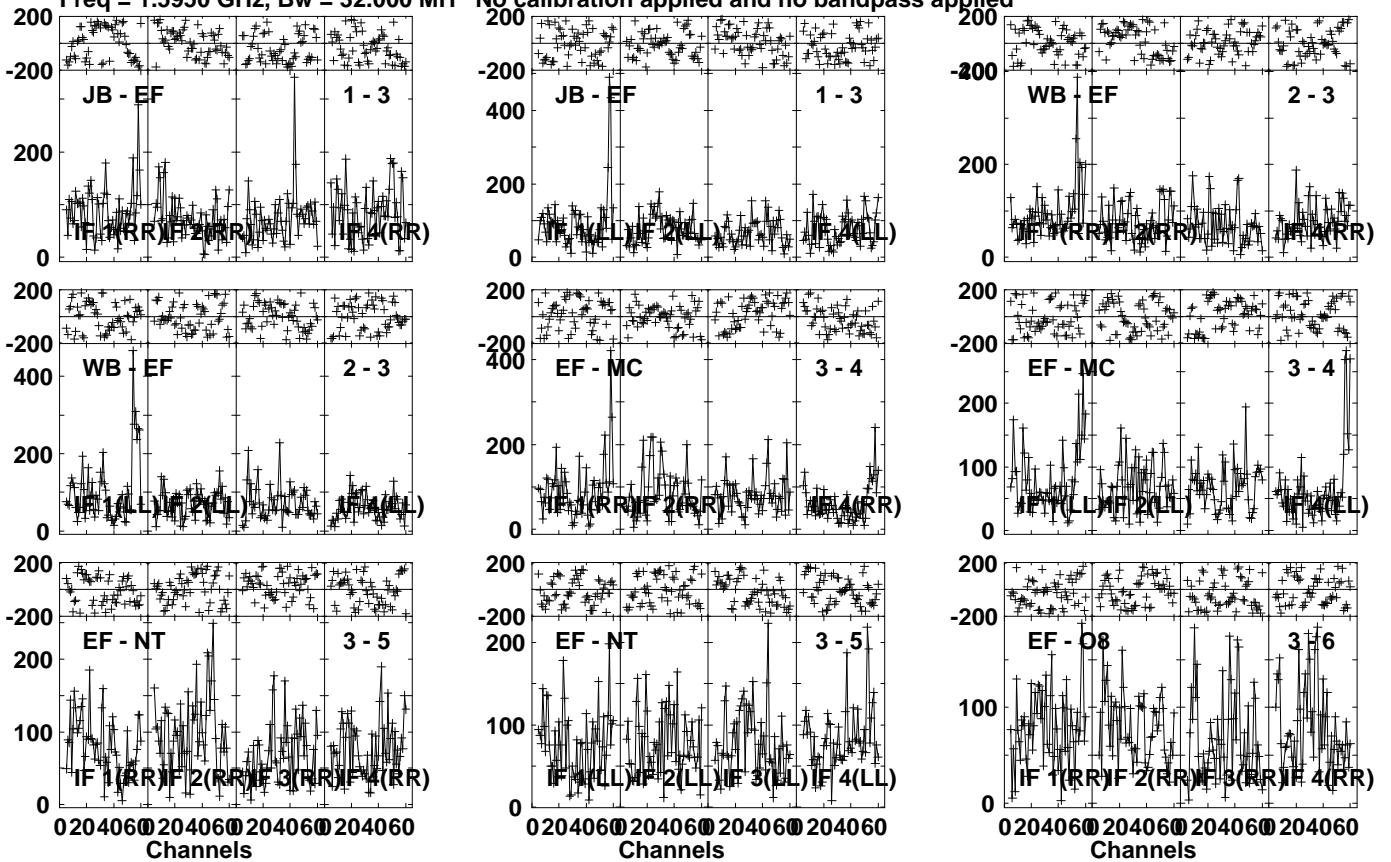 Freq = 1.5950 GHz, Bw = 32.000 MH No calibration applied and no bandpass applied
200
-200
JB - EF 1 - 3
200
0
IF 1(RR) IF 2(RR) IF 4(RR)
200
-200
JB - EF 1 - 3
400
200
0
IF 1(LL) IF 2(LL) IF 4(LL)
200
-200
400
WB - EF 2 - 3
200
0
IF 1(RR) IF 2(RR) IF 4(RR)
200
-200
WB - EF 2 - 3
400
200
0
IF 1(LL) IF 2(LL) IF 4(LL)
200
-200
400
EF - MC 3 - 4
200
0
IF 1(RR) IF 2(RR) IF 4(RR)
200
-200
EF - MC 3 - 4
200
100
0
IF 1(LL) IF 2(LL) IF 4(LL)
200
-200
EF - NT 3 - 5
200
100
0
IF 1(RR) IF 2(RR) IF 3(RR) IF 4(RR)
0 20 40 60 0 20 40 60 0 20 40 60 0 20 40 60
Channels
200
-200
EF - NT 3 - 5
200
100
0
IF 1(LL) IF 2(LL) IF 3(LL) IF 4(LL)
0 20 40 60 0 20 40 60 0 20 40 60 0 20 40 60
Channels
200
-200
EF - O8 3 - 6
100
0
IF 1(RR) IF 2(RR) IF 3(RR) IF 4(RR)
0 20 40 60 0 20 40 60 0 20 40 60 0 20 40 60
Channels